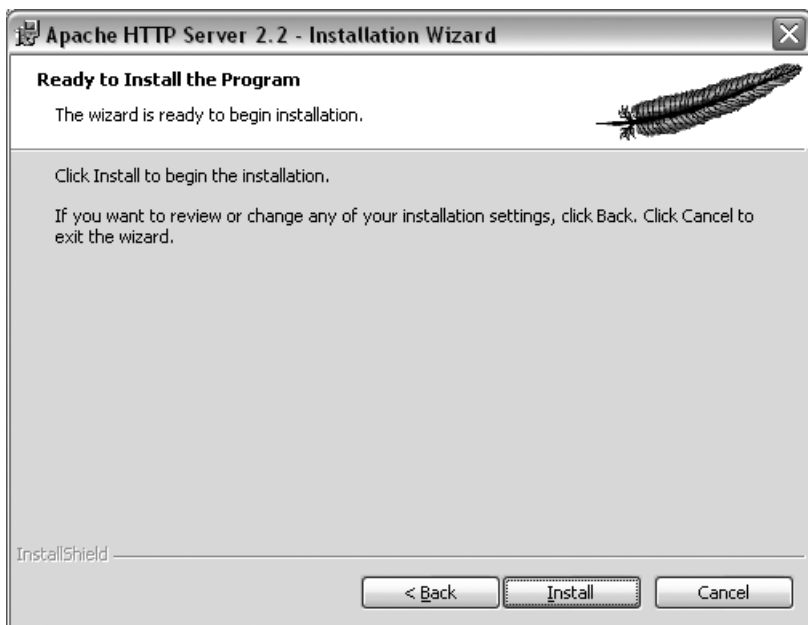 Apache HTTP Server 2.2 - Installation Wizard
Ready to Install the Program
The wizard is ready to begin installation.
Click Install to begin the installation.
If you want to review or change any of your installation settings, click Back. Click Cancel to
exit the wizard.
InstallShield
< Back Install Cancel